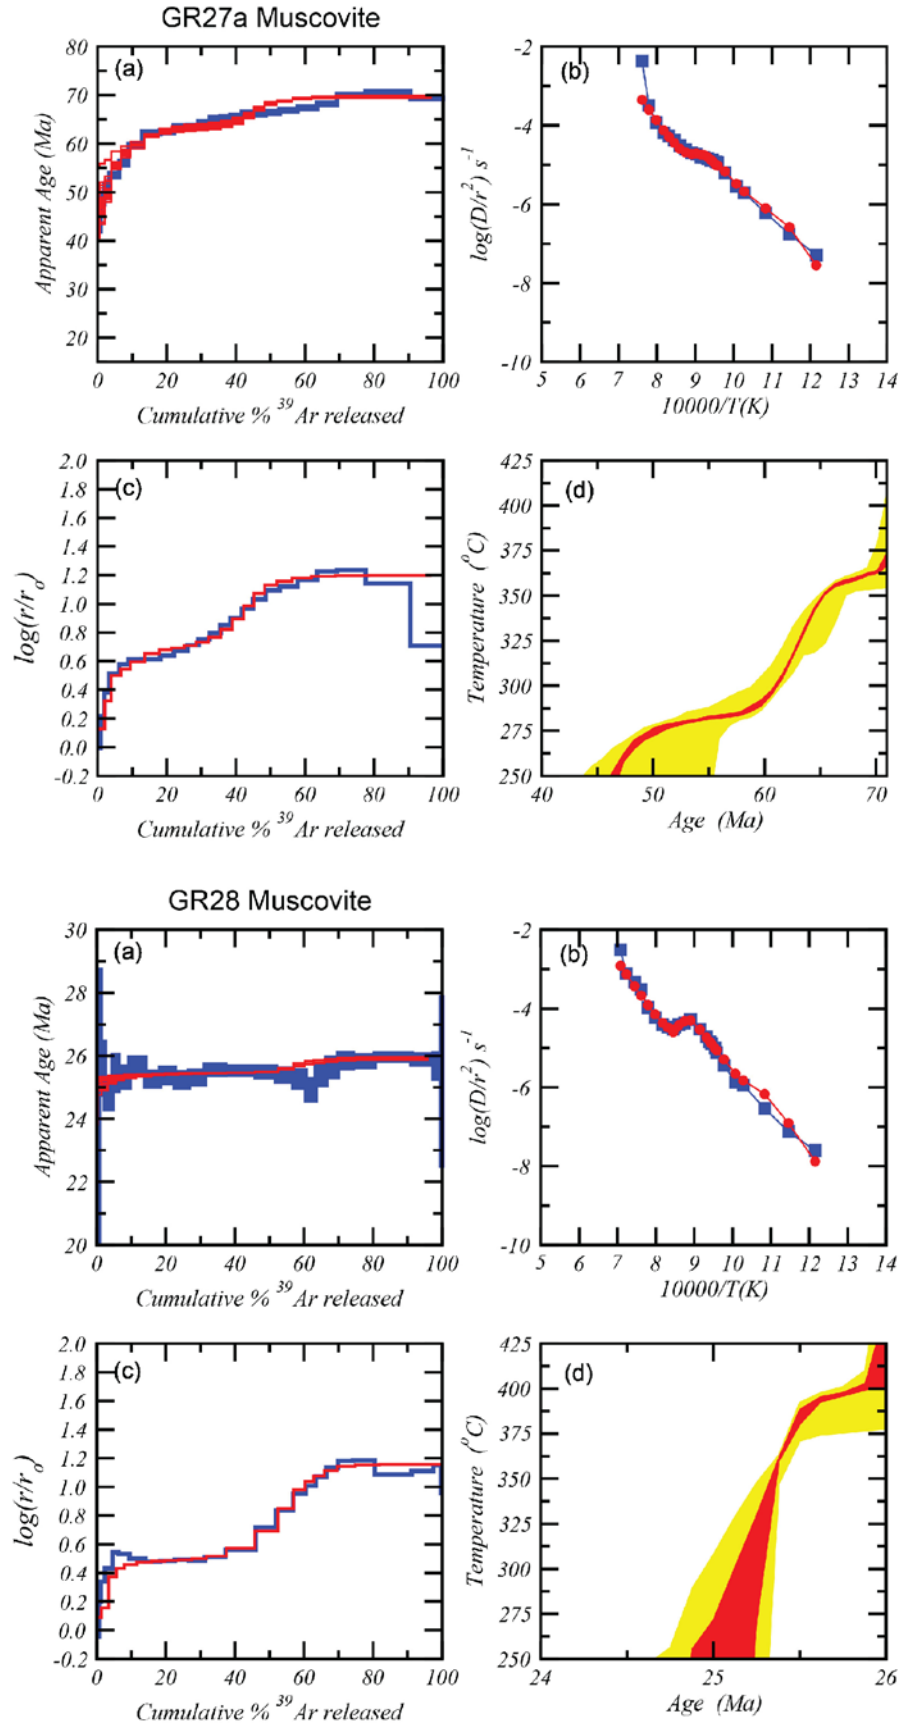 GR27a Muscovite
(a)
80
70
60
50
40
30
20
Apparent Age (Ma)
0 20 40 60 80 100
Cumulative % ³⁹Ar released
(b)
-2
-4
-6
-8
-10
log(D/r²) s⁻¹
5 6 7 8 9 10 11 12 13 14
10000/T(K)
(c)
2.0
1.8
1.6
1.4
1.2
1.0
0.8
0.6
0.4
0.2
0.0
-0.2
log(r/rₒ)
0 20 40 60 80 100
Cumulative % ³⁹Ar released
(d)
425
400
375
350
325
300
275
250
Temperature (°C)
40 50 60 70
Age (Ma)
GR28 Muscovite
(a)
30
28
26
24
22
20
Apparent Age (Ma)
0 20 40 60 80 100
Cumulative % ³⁹Ar released
(b)
-2
-4
-6
-8
-10
log(D/r²) s⁻¹
5 6 7 8 9 10 11 12 13 14
10000/T(K)
(c)
2.0
1.8
1.6
1.4
1.2
1.0
0.8
0.6
0.4
0.2
0.0
-0.2
log(r/rₒ)
0 20 40 60 80 100
Cumulative % ³⁹Ar released
(d)
425
400
375
350
325
300
275
250
Temperature (°C)
24 25 26
Age (Ma)